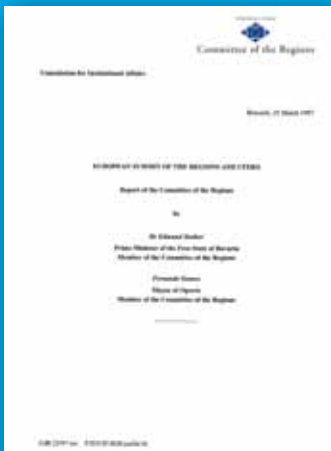 Committee of the Regions
Commission for Institutional Affairs
Brussels, 21 March 1997
EUROPEAN SUMMIT OF THE REGIONS AND CITIES
Report of the Committee of the Regions
by
Dr Edmund Stoiber
Prime Minister of the Free State of Bavaria
Member of the Committee of the Regions
Fernando Gomes
Mayor of Oporto
Member of the Committee of the Regions